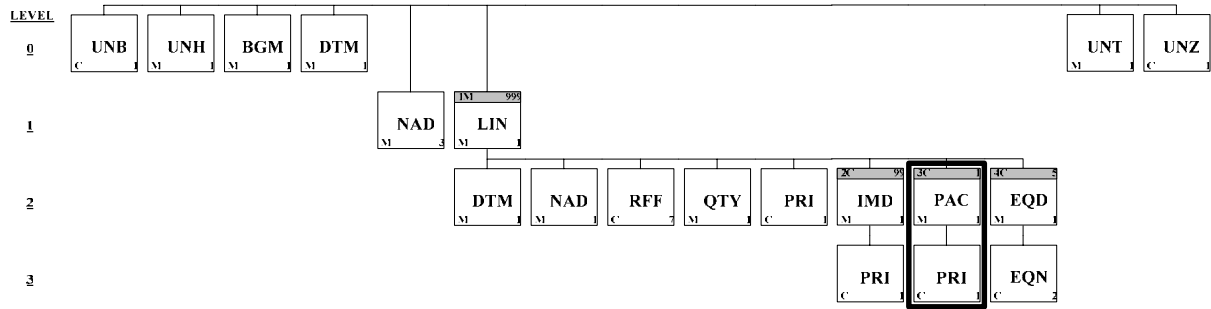 LEVEL
0 UNB UNH BGM DTM UNT UNZ
C 1 M 1 M 1 M 1 M 1 C 1
1M 999
1 NAD LIN
M 3 M 1
2C 99 3C 1 4C 5
2 DTM NAD RFF QTY PRI IMD PAC EQD
M 1 M 1 C 7 M 1 C 1 M 1 M 1 M 1
3 PRI PRI EQN
C 1 C 1 C 2